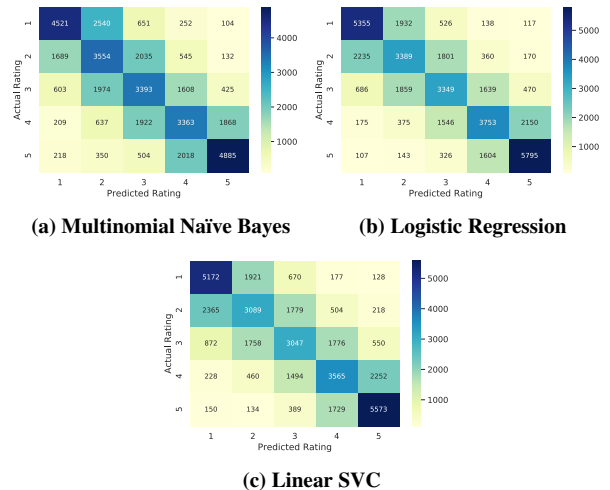 1 4521 2540 651 252 104
2 1689 3554 2035 545 132
3 603 1974 3393 1608 425
4 209 637 1922 3363 1868
5 218 350 504 2018 4885
1 2 3 4 5
Predicted Rating
Actual Rating
4000
3000
2000
1000
(a) Multinomial Naïve Bayes
1 5355 1932 526 138 117
2 2235 3389 1801 360 170
3 686 1859 3349 1639 470
4 175 375 1546 3753 2150
5 107 143 326 1604 5795
1 2 3 4 5
Predicted Rating
Actual Rating
5000
4000
3000
2000
1000
(b) Logistic Regression
1 5172 1921 670 177 128
2 2365 3089 1779 504 218
3 872 1758 3047 1776 550
4 228 460 1494 3565 2252
5 150 134 389 1729 5573
1 2 3 4 5
Predicted Rating
Actual Rating
5000
4000
3000
2000
1000
(c) Linear SVC